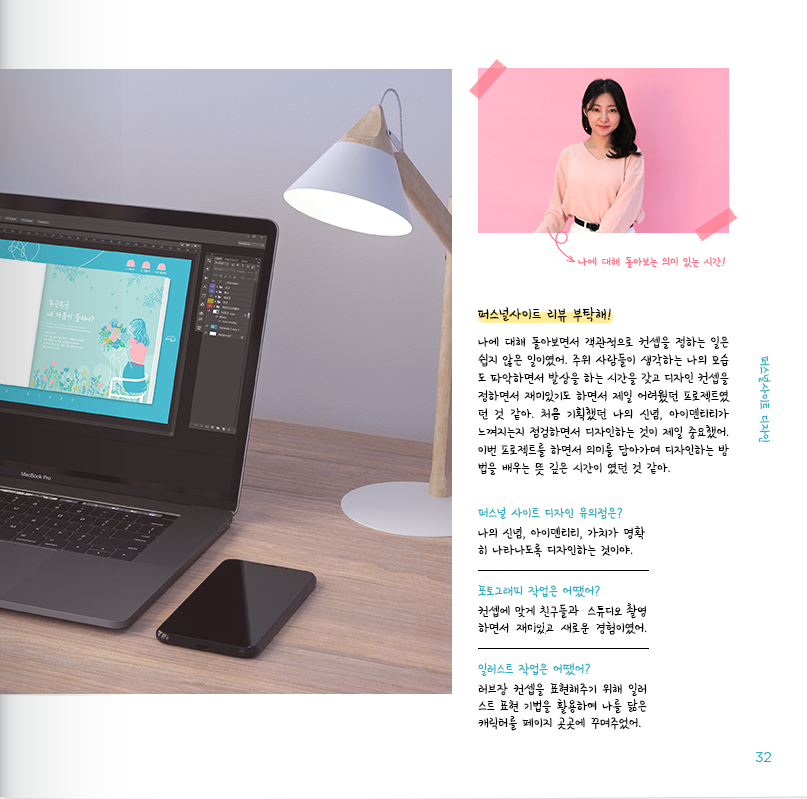 두근두근
나 마음이 들리니?
MacBook Pro
나에 대해 돌아보는 의미 있는 시간!
퍼스널사이트 리뷰 부탁해!
나에 대해 돌아보면서 객관적으로 컨셉을 정하는 일은
쉽지 않은 일이였어. 주위 사람들이 생각하는 나의 모습
도 파악하면서 발상을 하는 시간을 갖고 디자인 컨셉을
정하면서 재미있기도 하면서 제일 어려웠던 프로젝트였
던 것 같아. 처음 기획했던 나의 신념, 아이덴티티가
느껴지는지 점검하면서 디자인하는 것이 제일 중요했어.
이번 프로젝트를 하면서 의미를 담아가며 디자인하는 방
법을 배우는 뜻 깊은 시간이 였던 것 같아.
퍼스널 사이트 디자인 유의점은?
나의 신념, 아이덴티티, 가치가 명확
히 나타나도록 디자인하는 것이야.
포토그래피 작업은 어땠어?
컨셉에 맞게 친구들과 스튜디오 촬영
하면서 재미있고 새로운 경험이였어.
일러스트 작업은 어땠어?
러브장 컨셉을 표현해주기 위해 일러
스트 표현 기법을 활용하여 나를 닮은
캐릭터를 페이지 곳곳에 꾸며주었어.
퍼스널사이트 디자인
32